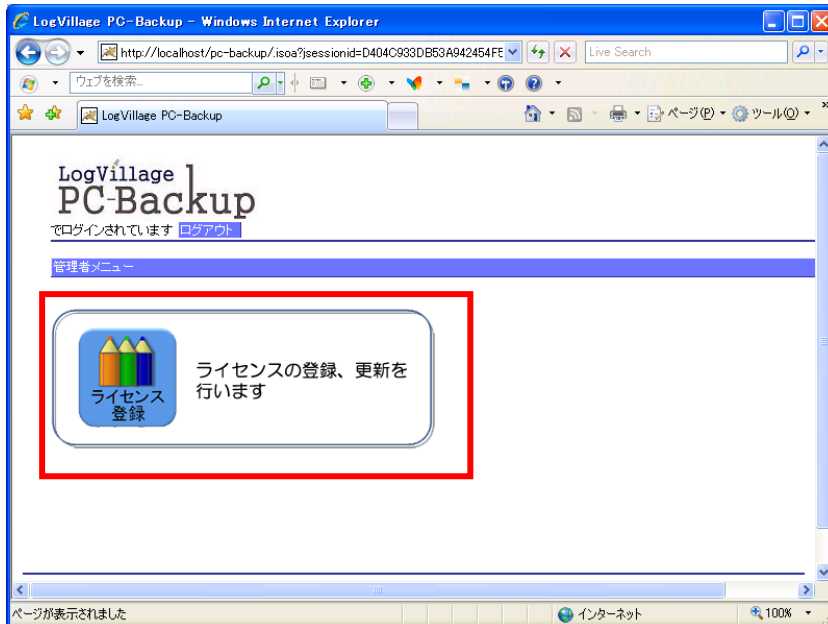 LogVillage PC-Backup - Windows Internet Explorer
http://localhost/pc-backup/.isoa?jsessionid=D404C933DB53A942454FE
Live Search
ウェブを検索...
LogVillage PC-Backup
ページ(P)
ツール(O)
LogVillage
PC-Backup
でログインされています ログアウト
管理者メニュー
ライセンスの登録、更新を
行います
ライセンス
登録
ページが表示されました
インターネット
100%